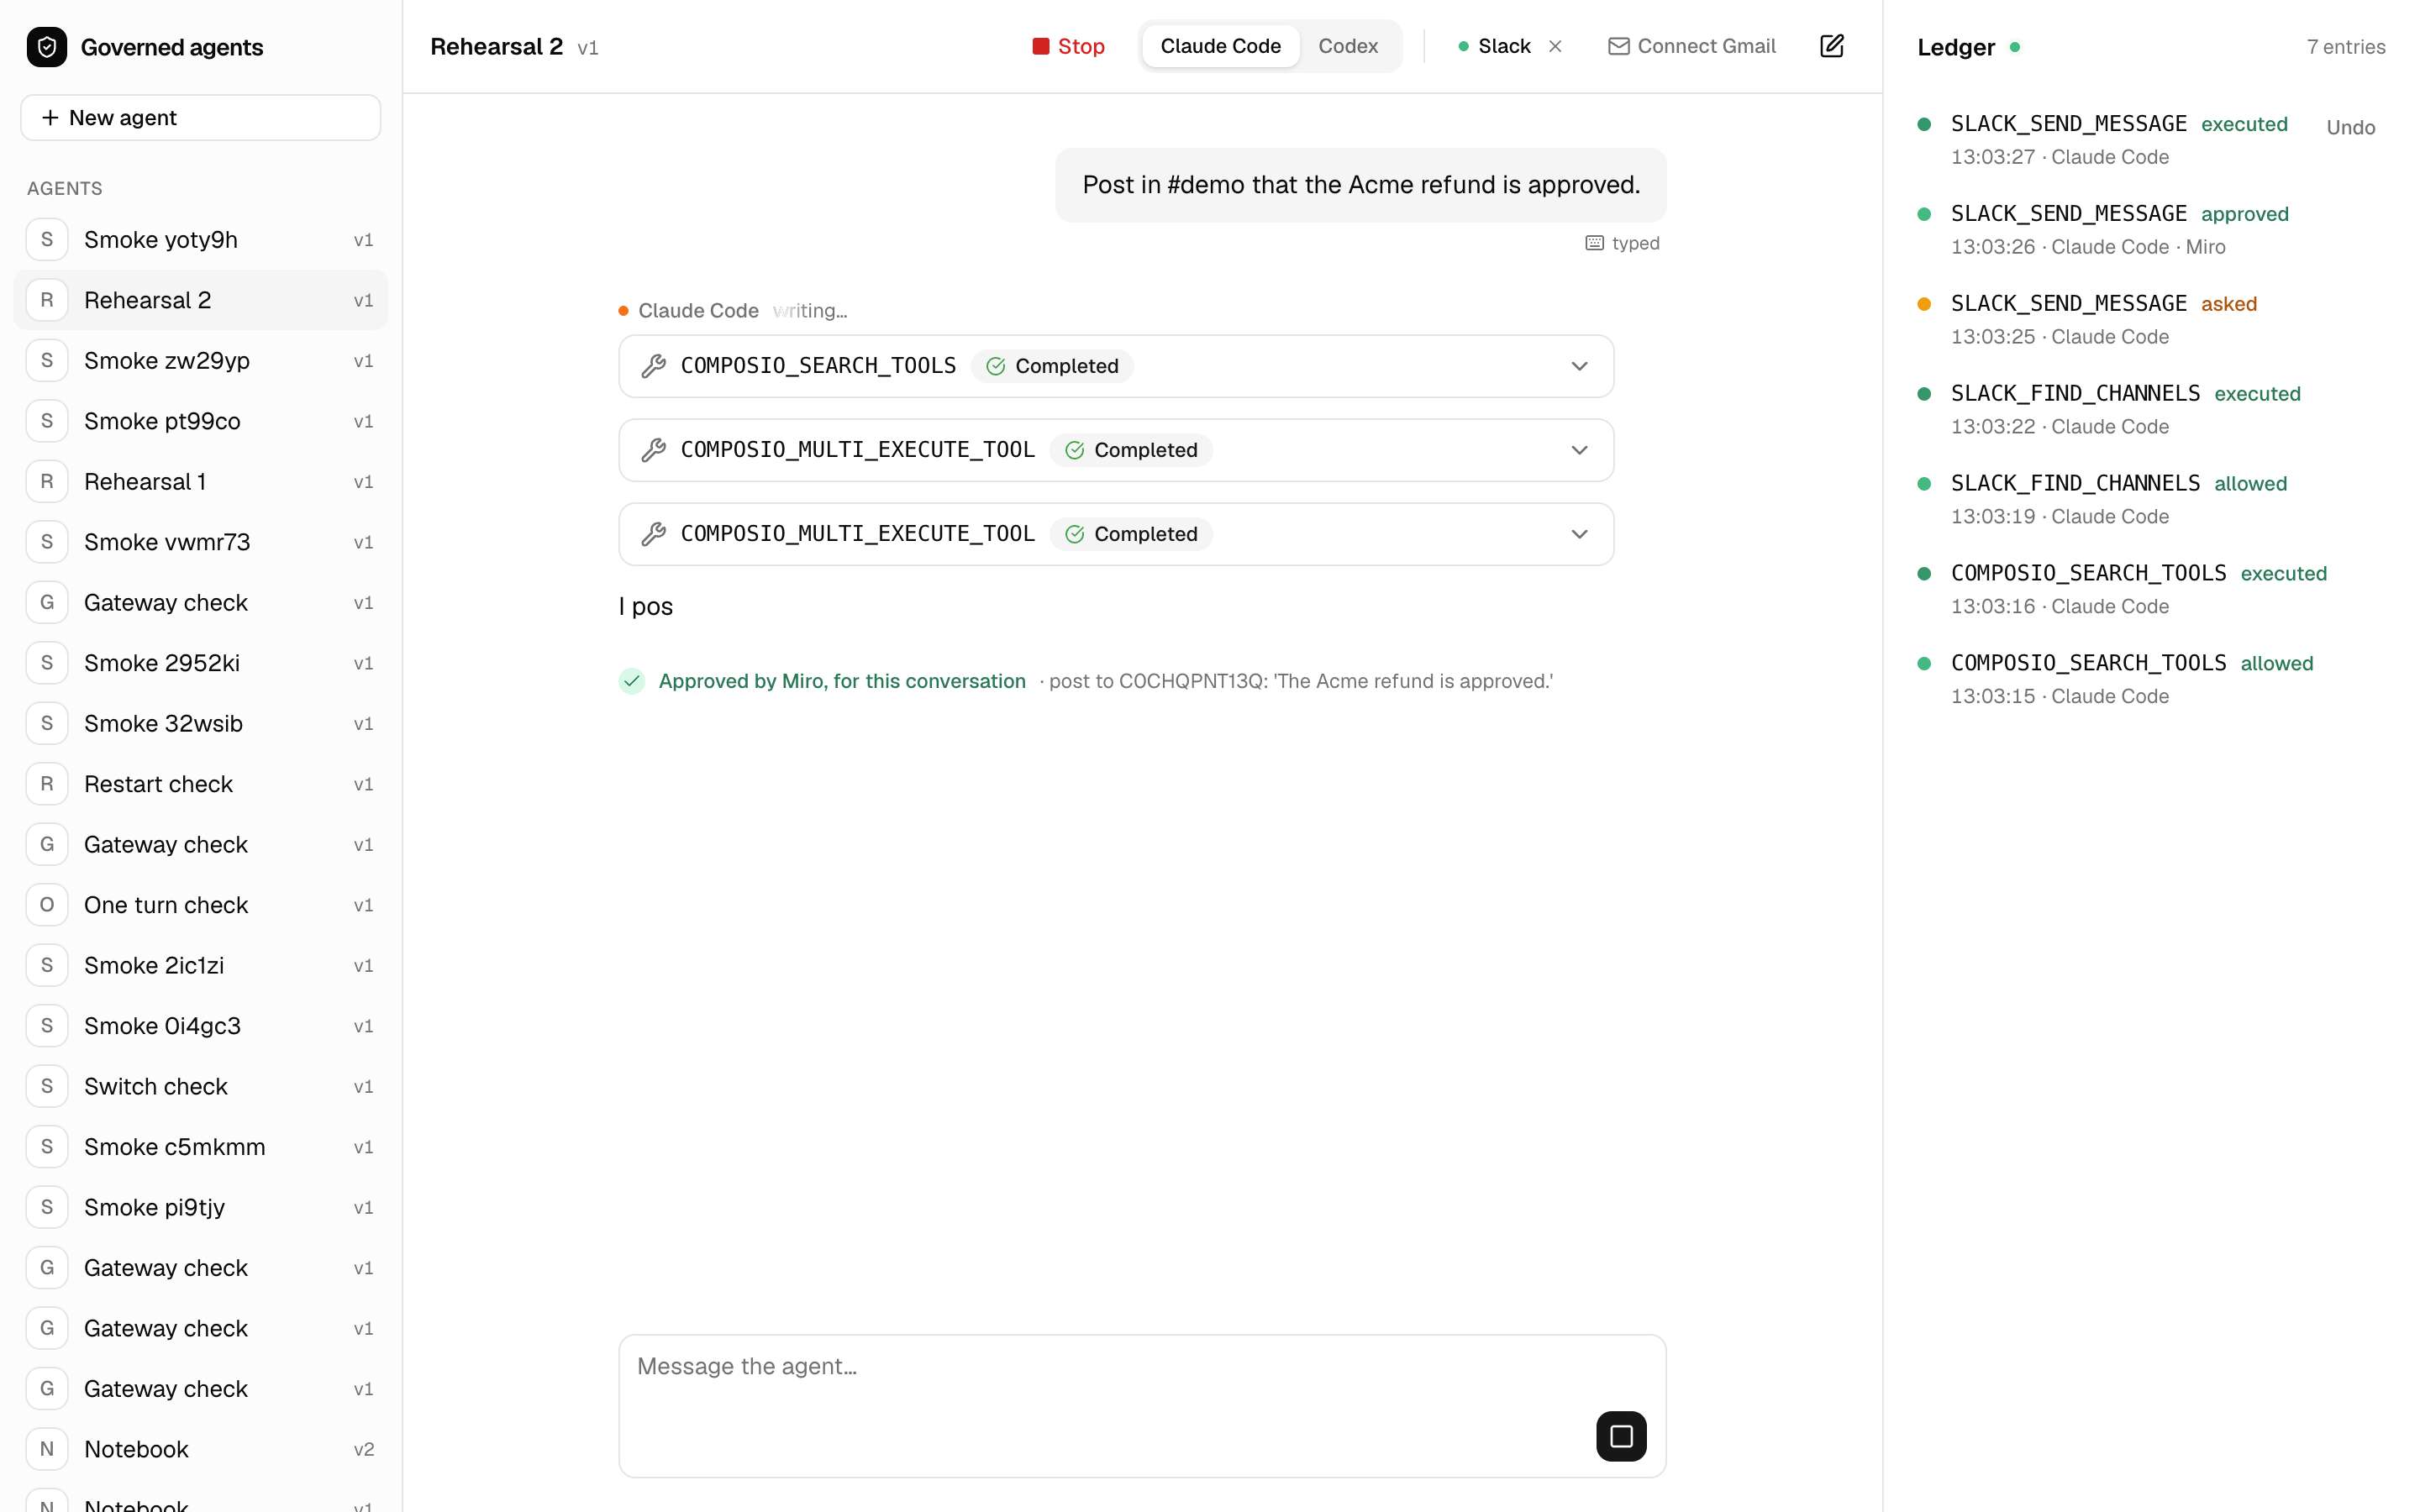 Governed agents
New agent
AGENTS
S Smoke yoty9h v1
R Rehearsal 2 v1
S Smoke zw29yp v1
S Smoke pt99co v1
R Rehearsal 1 v1
S Smoke vwmr73 v1
G Gateway check v1
S Smoke 2952ki v1
S Smoke 32wsib v1
R Restart check v1
G Gateway check v1
O One turn check v1
S Smoke 2ic1zi v1
S Smoke 0i4gc3 v1
S Switch check v1
S Smoke c5mkmm v1
S Smoke pi9tjy v1
G Gateway check v1
G Gateway check v1
G Gateway check v1
N Notebook v2
N Notebook v1
Rehearsal 2 v1
Stop
Claude Code Codex
Slack
Connect Gmail
Post in #demo that the Acme refund is approved.
typed
Claude Code writing…
COMPOSIO_SEARCH_TOOLS Completed
COMPOSIO_MULTI_EXECUTE_TOOL Completed
COMPOSIO_MULTI_EXECUTE_TOOL Completed
I pos
Approved by Miro, for this conversation · post to C0CHQPNT13Q: 'The Acme refund is approved.'
Message the agent…
Ledger 7 entries
SLACK_SEND_MESSAGE executed Undo
13:03:27 · Claude Code
SLACK_SEND_MESSAGE approved
13:03:26 · Claude Code · Miro
SLACK_SEND_MESSAGE asked
13:03:25 · Claude Code
SLACK_FIND_CHANNELS executed
13:03:22 · Claude Code
SLACK_FIND_CHANNELS allowed
13:03:19 · Claude Code
COMPOSIO_SEARCH_TOOLS executed
13:03:16 · Claude Code
COMPOSIO_SEARCH_TOOLS allowed
13:03:15 · Claude Code